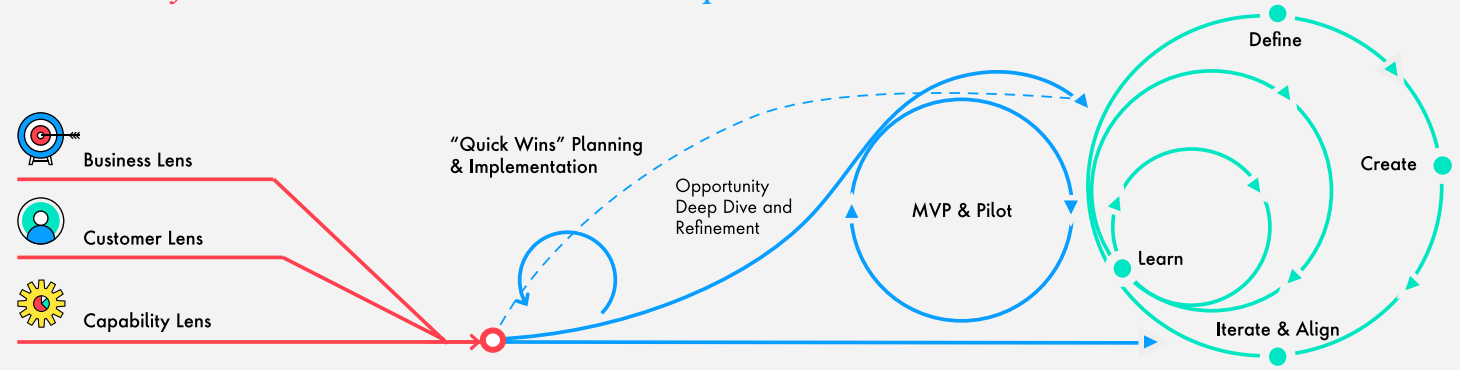 Business Lens
Customer Lens
Capability Lens
“Quick Wins” Planning
& Implementation
Opportunity
Deep Dive and
Refinement
MVP & Pilot
Define
Create
Learn
Iterate & Align